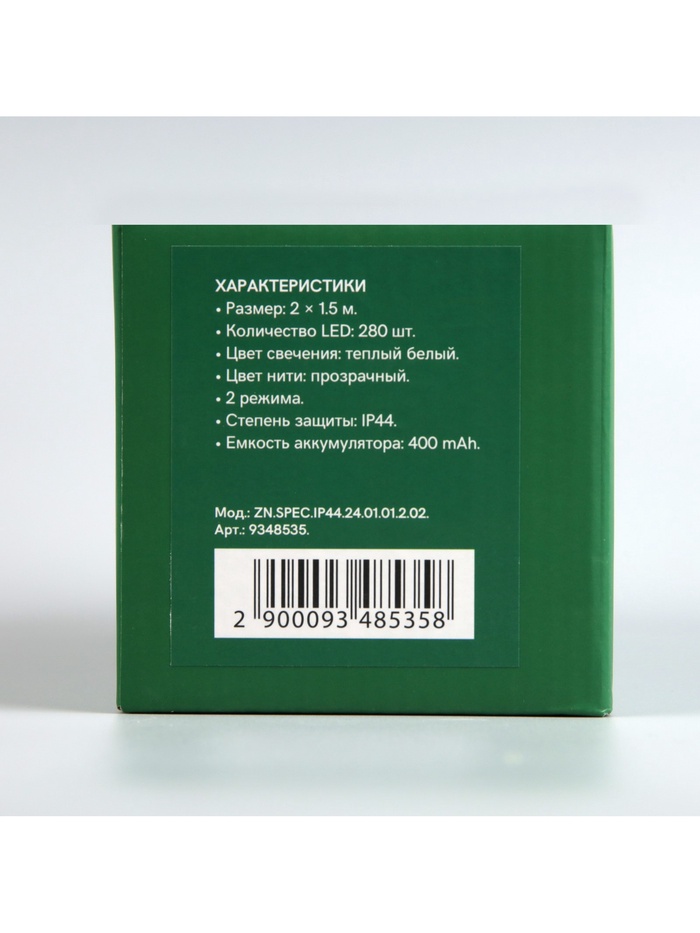 ХАРАКТЕРИСТИКИ
• Размер: 2 × 1.5 м.
• Количество LED: 280 шт.
• Цвет свечения: теплый белый.
• Цвет нити: прозрачный.
• 2 режима.
• Степень защиты: IP44.
• Емкость аккумулятора: 400 mAh.
Мод.: ZN.SPEC.IP44.24.01.01.2.02.
Арт.: 9348535.
2 900093 485358